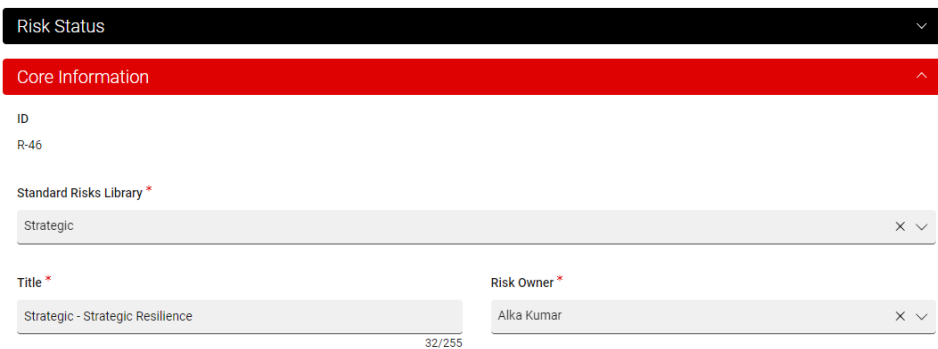 Risk Status
Core Information
ID
R-46
Standard Risks Library *
Strategic
Title *
Risk Owner *
Strategic - Strategic Resilience
Alka Kumar
32/255